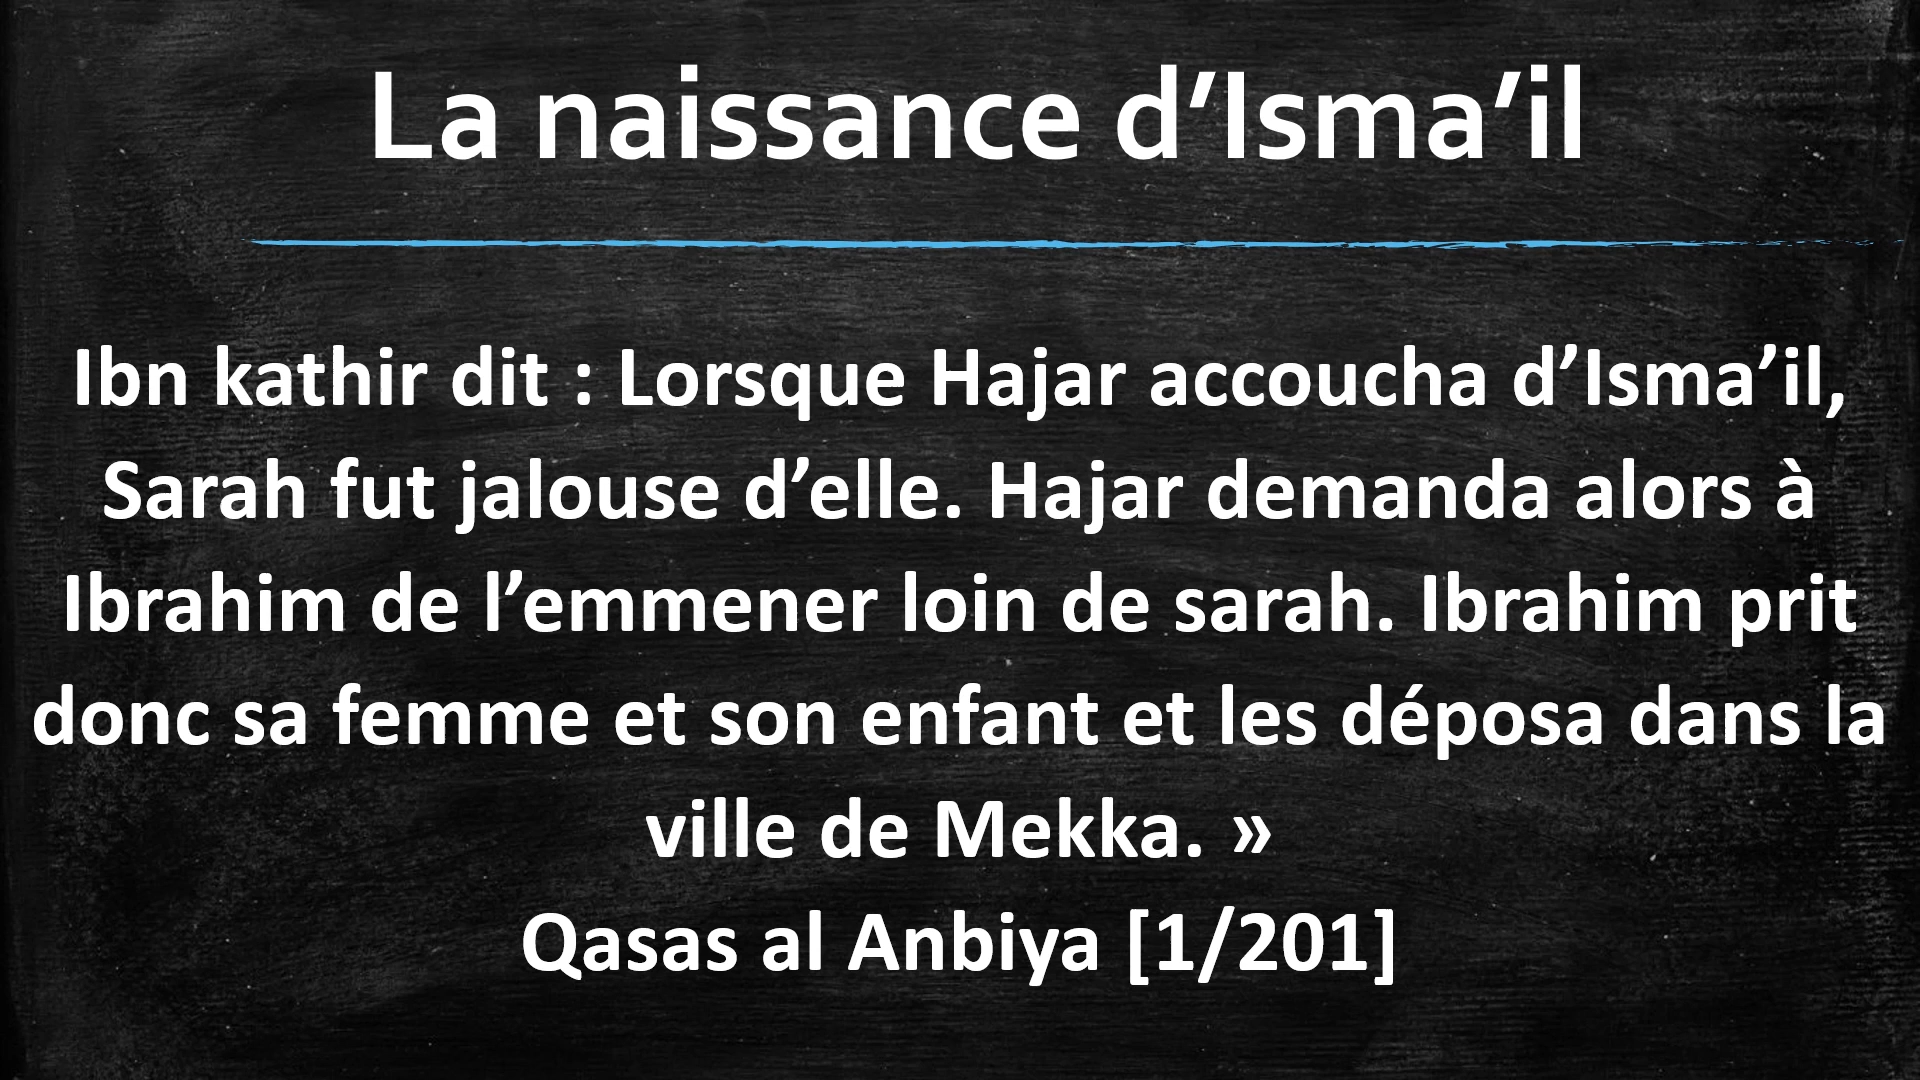 La naissance d’Isma’il
Ibn kathir dit : Lorsque Hajar accoucha d’Isma’il,
Sarah fut jalouse d’elle. Hajar demanda alors à
Ibrahim de l’emmener loin de sarah. Ibrahim prit
donc sa femme et son enfant et les déposa dans la
ville de Mekka. »
Qasas al Anbiya [1/201]